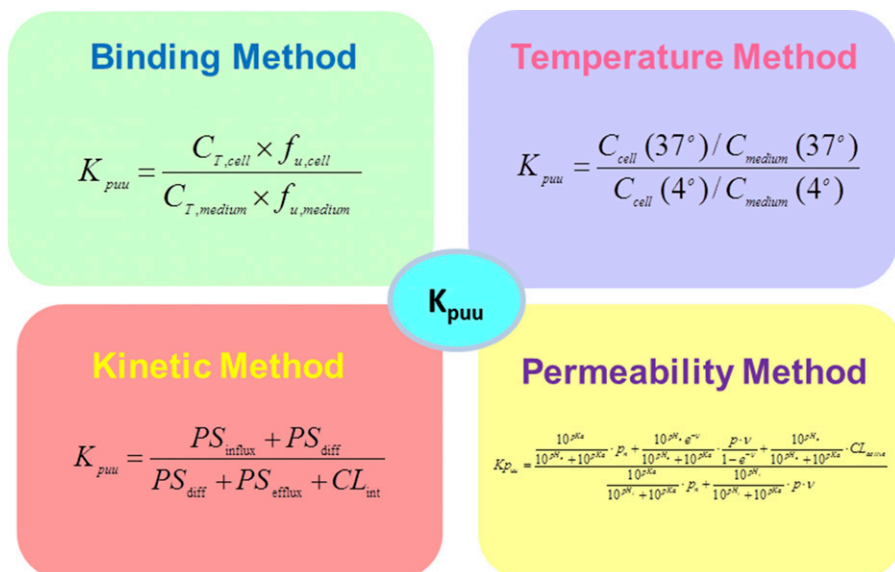 Binding Method
K_puu = (C_T,cell × f_u,cell) / (C_T,medium × f_u,medium)
Temperature Method
K_puu = (C_cell (37°) / C_medium (37°)) / (C_cell (4°) / C_medium (4°))
K_puu
Kinetic Method
K_puu = (PS_influx + PS_diff) / (PS_diff + PS_efflux + CL_int)
Permeability Method